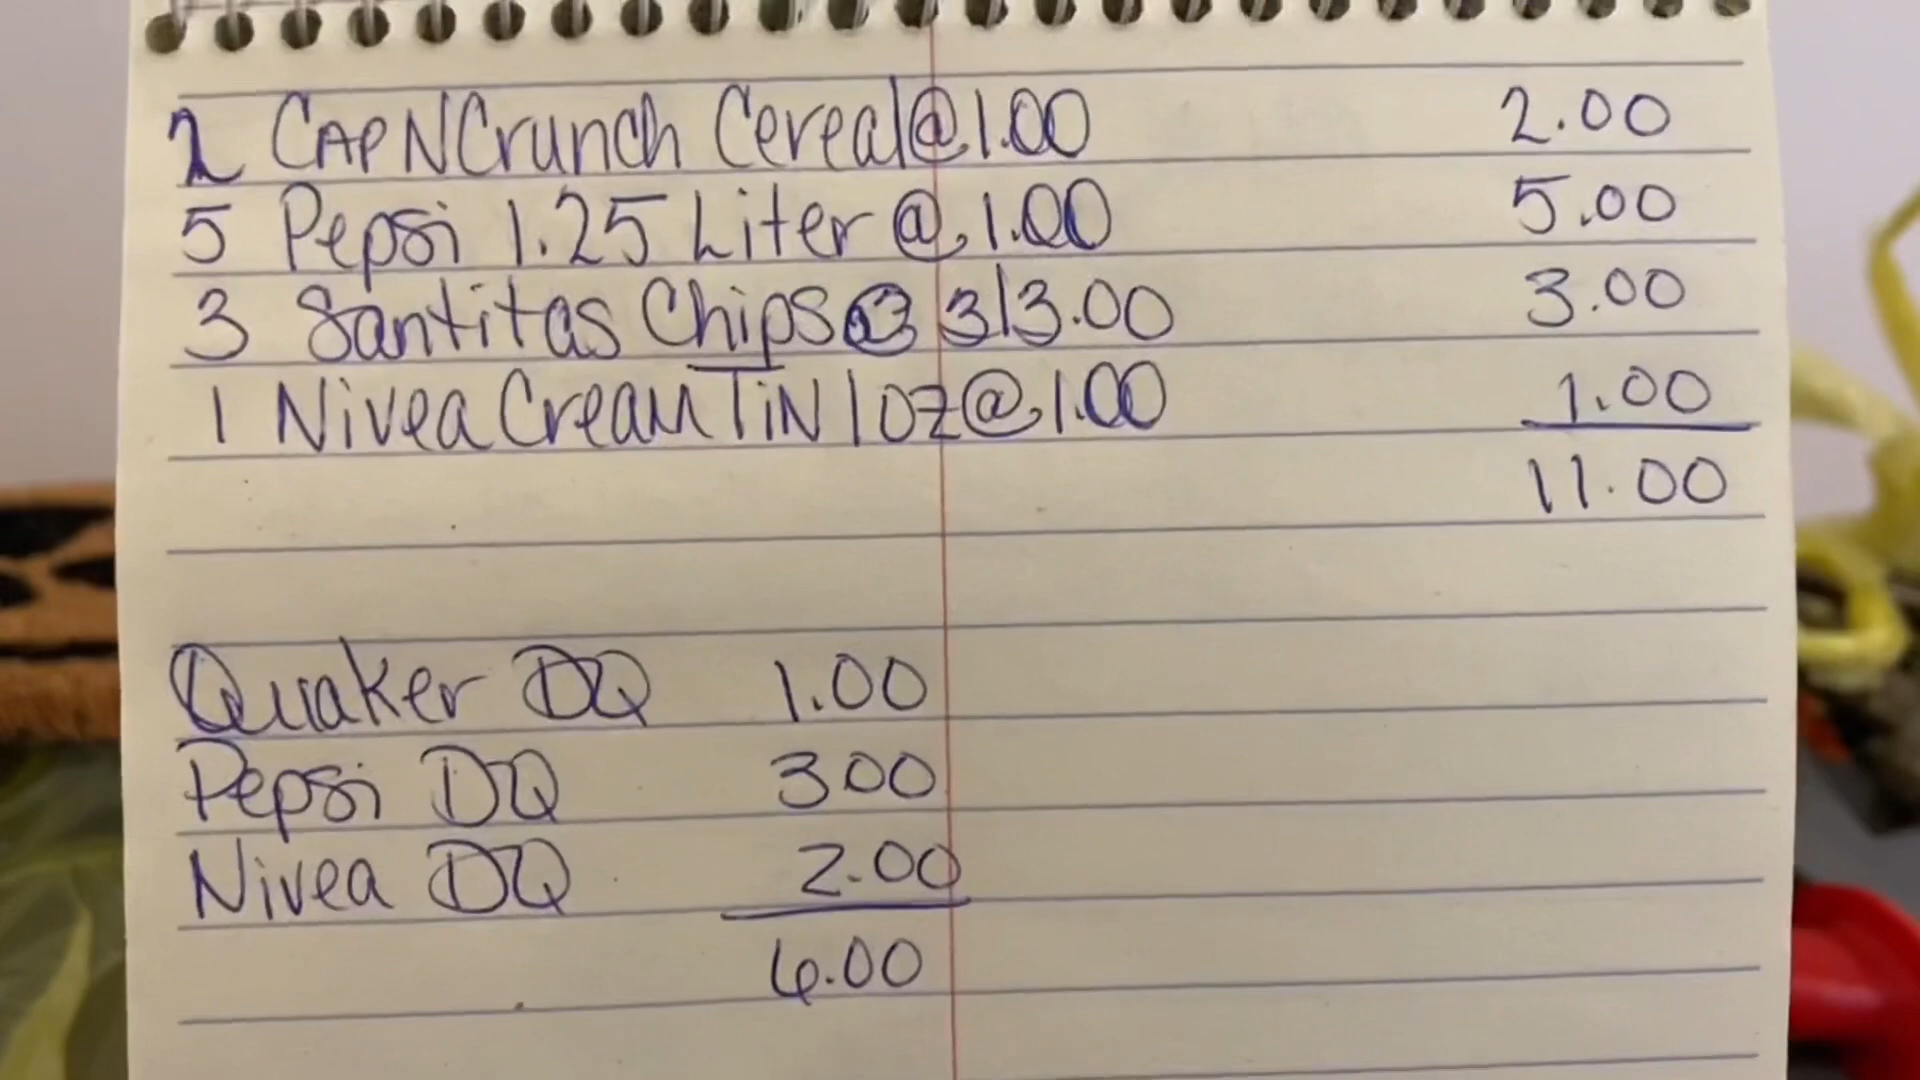 2 CAPNCrunch Cereal@1.00 2.00
5 Pepsi 1.25 Liter @ 1.00 5.00
3 Santitas Chips@ 3/3.00 3.00
1 Nivea Cream TiN 1 oz @ 1.00 1.00
11.00
Quaker DQ 1.00
Pepsi DQ 3.00
Nivea DQ 2.00
6.00